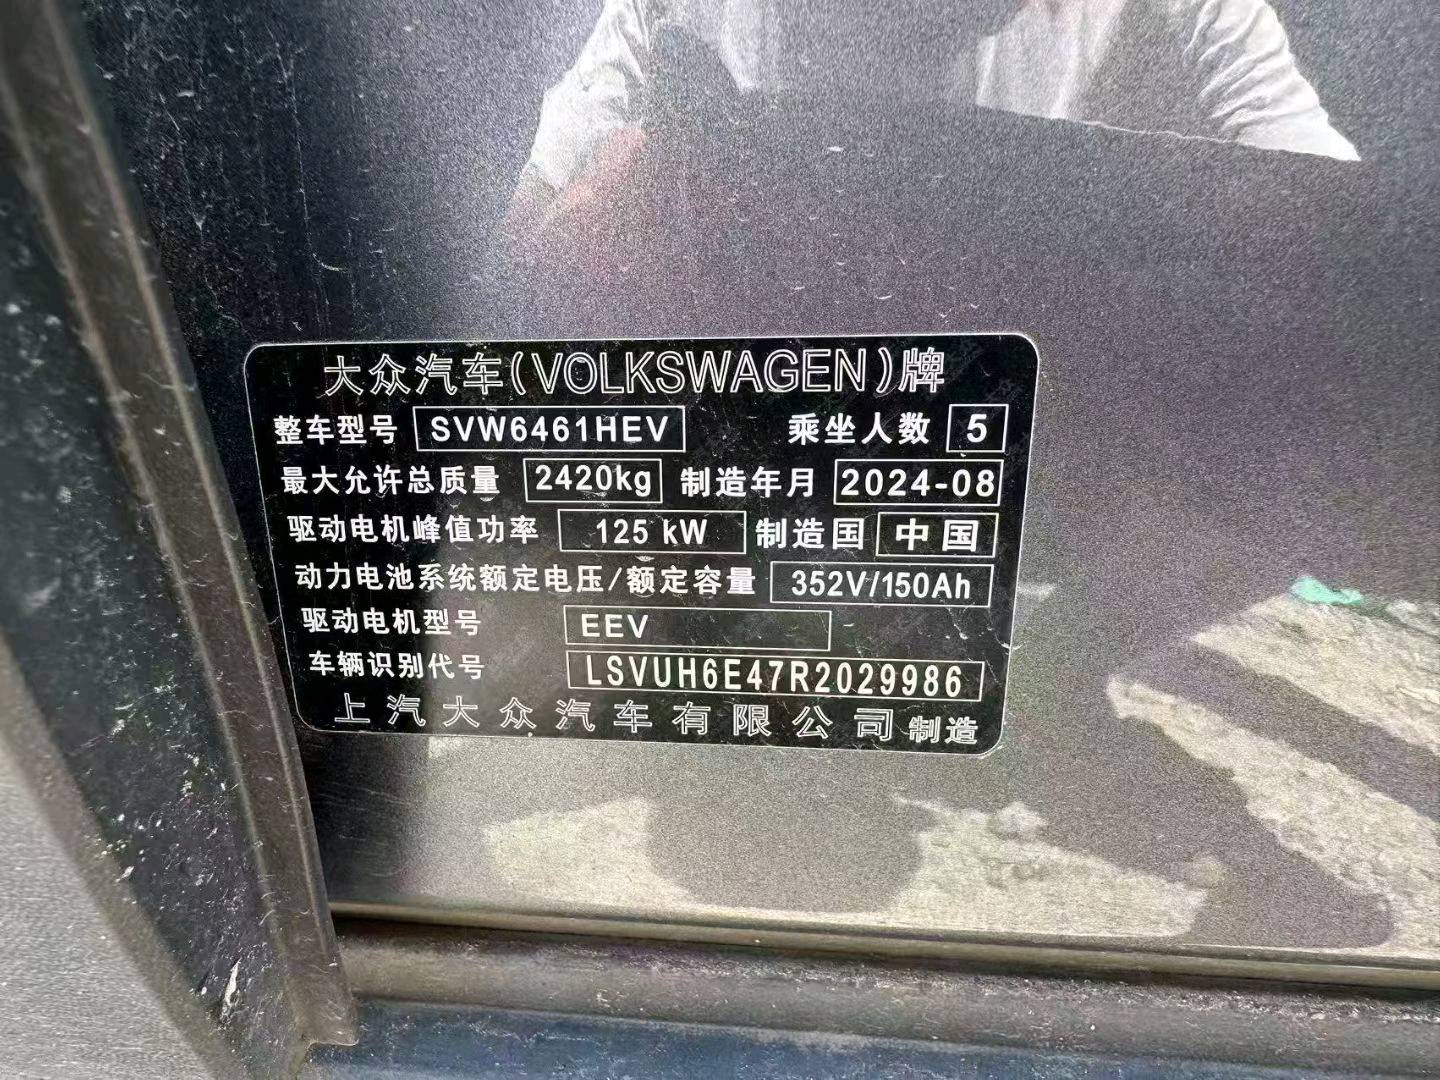 大众汽车(VOLKSWAGEN)牌
整车型号 SVW6461HEV 乘坐人数 5
最大允许总质量 2420kg 制造年月 2024-08
驱动电机峰值功率 125 kW 制造国 中国
动力电池系统额定电压/额定容量 352V/150Ah
驱动电机型号 EEV
车辆识别代号 LSVUH6E47R2029986
上汽大众汽车有限公司 制造